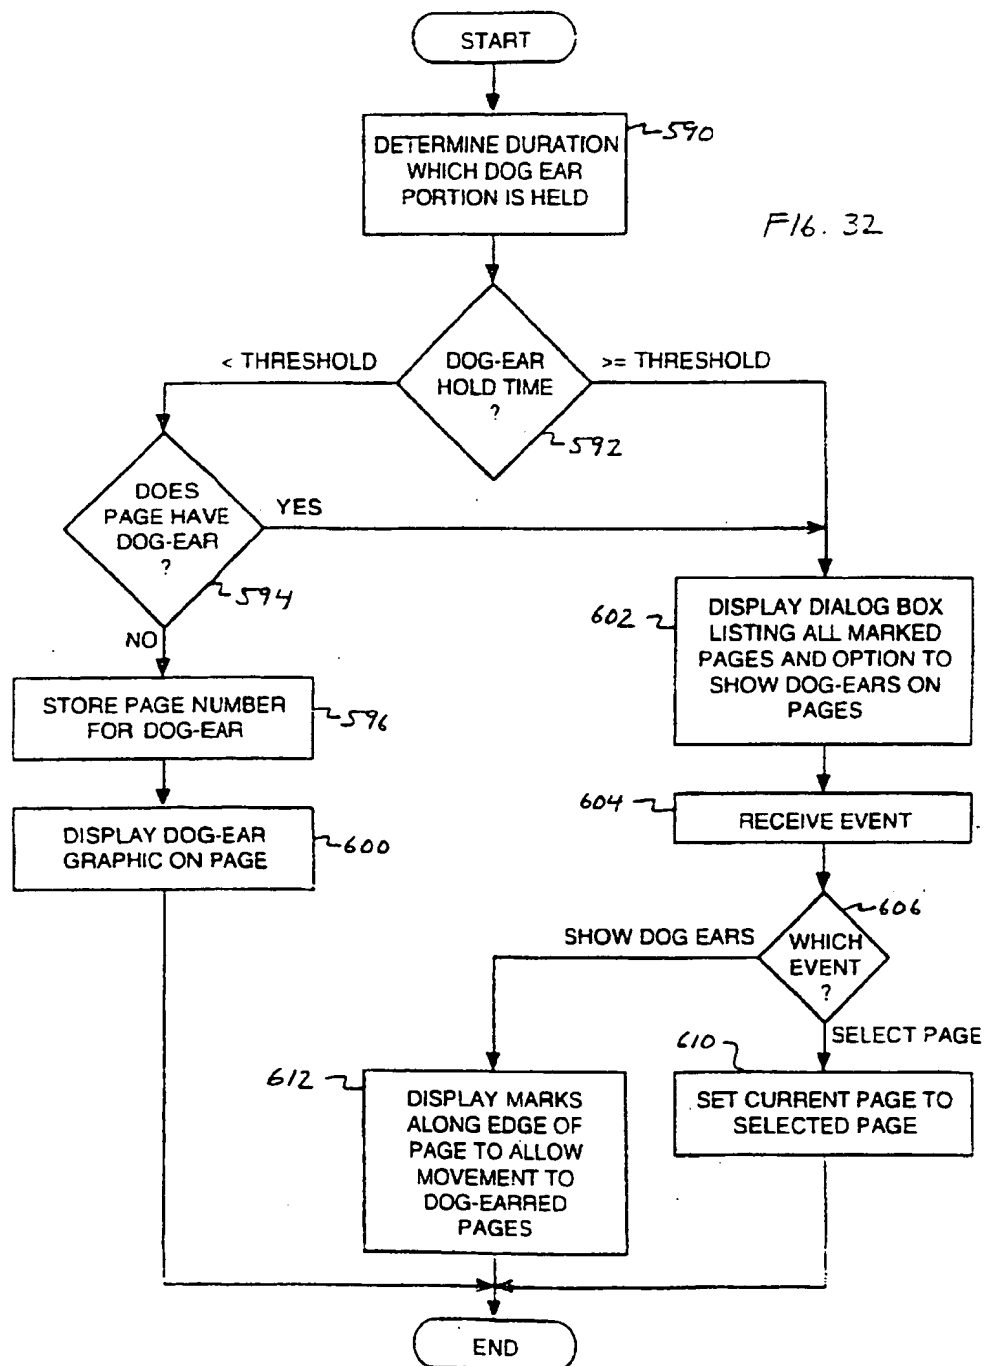 START
DETERMINE DURATION
WHICH DOG EAR
PORTION IS HELD
590
FIG. 32
< THRESHOLD
DOG-EAR
HOLD TIME
?
>= THRESHOLD
592
DOES
PAGE HAVE
DOG-EAR
?
YES
594
NO
602
DISPLAY DIALOG BOX
LISTING ALL MARKED
PAGES AND OPTION TO
SHOW DOG-EARS ON
PAGES
STORE PAGE NUMBER
FOR DOG-EAR
596
604
RECEIVE EVENT
DISPLAY DOG-EAR
GRAPHIC ON PAGE
600
606
SHOW DOG EARS
WHICH
EVENT
?
SELECT PAGE
610
612
DISPLAY MARKS
ALONG EDGE OF
PAGE TO ALLOW
MOVEMENT TO
DOG-EARRED
PAGES
SET CURRENT PAGE TO
SELECTED PAGE
END